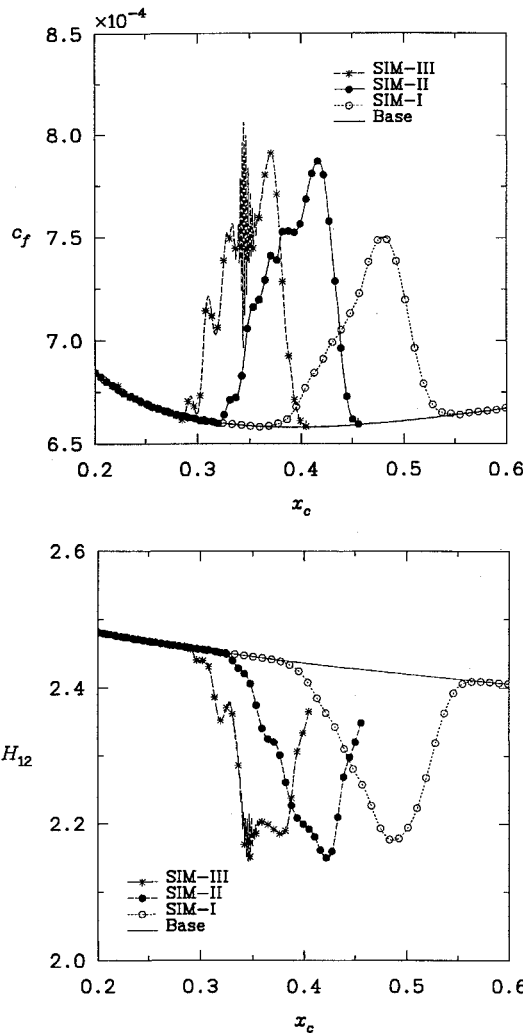 ×10⁻⁴
8.5
SIM-III
SIM-II
SIM-I
Base
8.0
c_f
7.5
7.0
6.5
0.2 0.3 0.4 0.5 0.6
x_c
2.6
2.4
H_12
2.2
SIM-III
SIM-II
SIM-I
Base
2.0
0.2 0.3 0.4 0.5 0.6
x_c